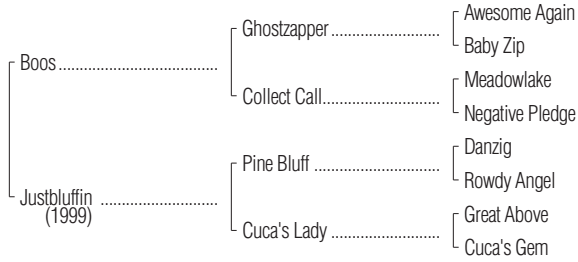 Boos
Justbluffin
(1999)
Ghostzapper
Collect Call
Pine Bluff
Cuca's Lady
Awesome Again
Baby Zip
Meadowlake
Negative Pledge
Danzig
Rowdy Angel
Great Above
Cuca's Gem